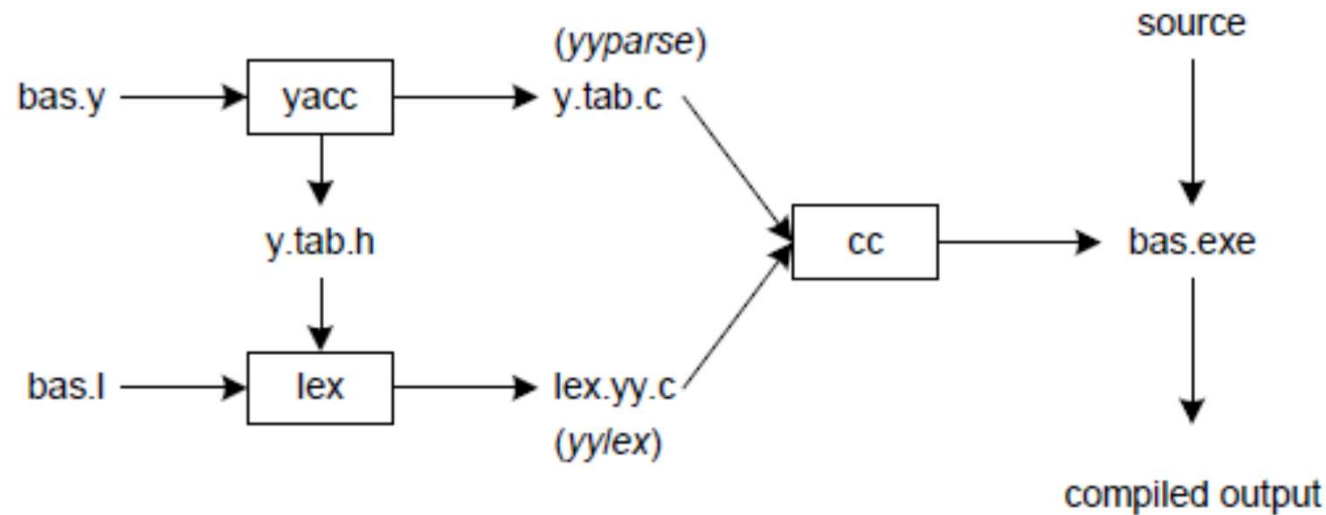 source
(yyparse)
bas.y
yacc
y.tab.c
y.tab.h
cc
bas.exe
bas.l
lex
lex.yy.c
(yylex)
compiled output